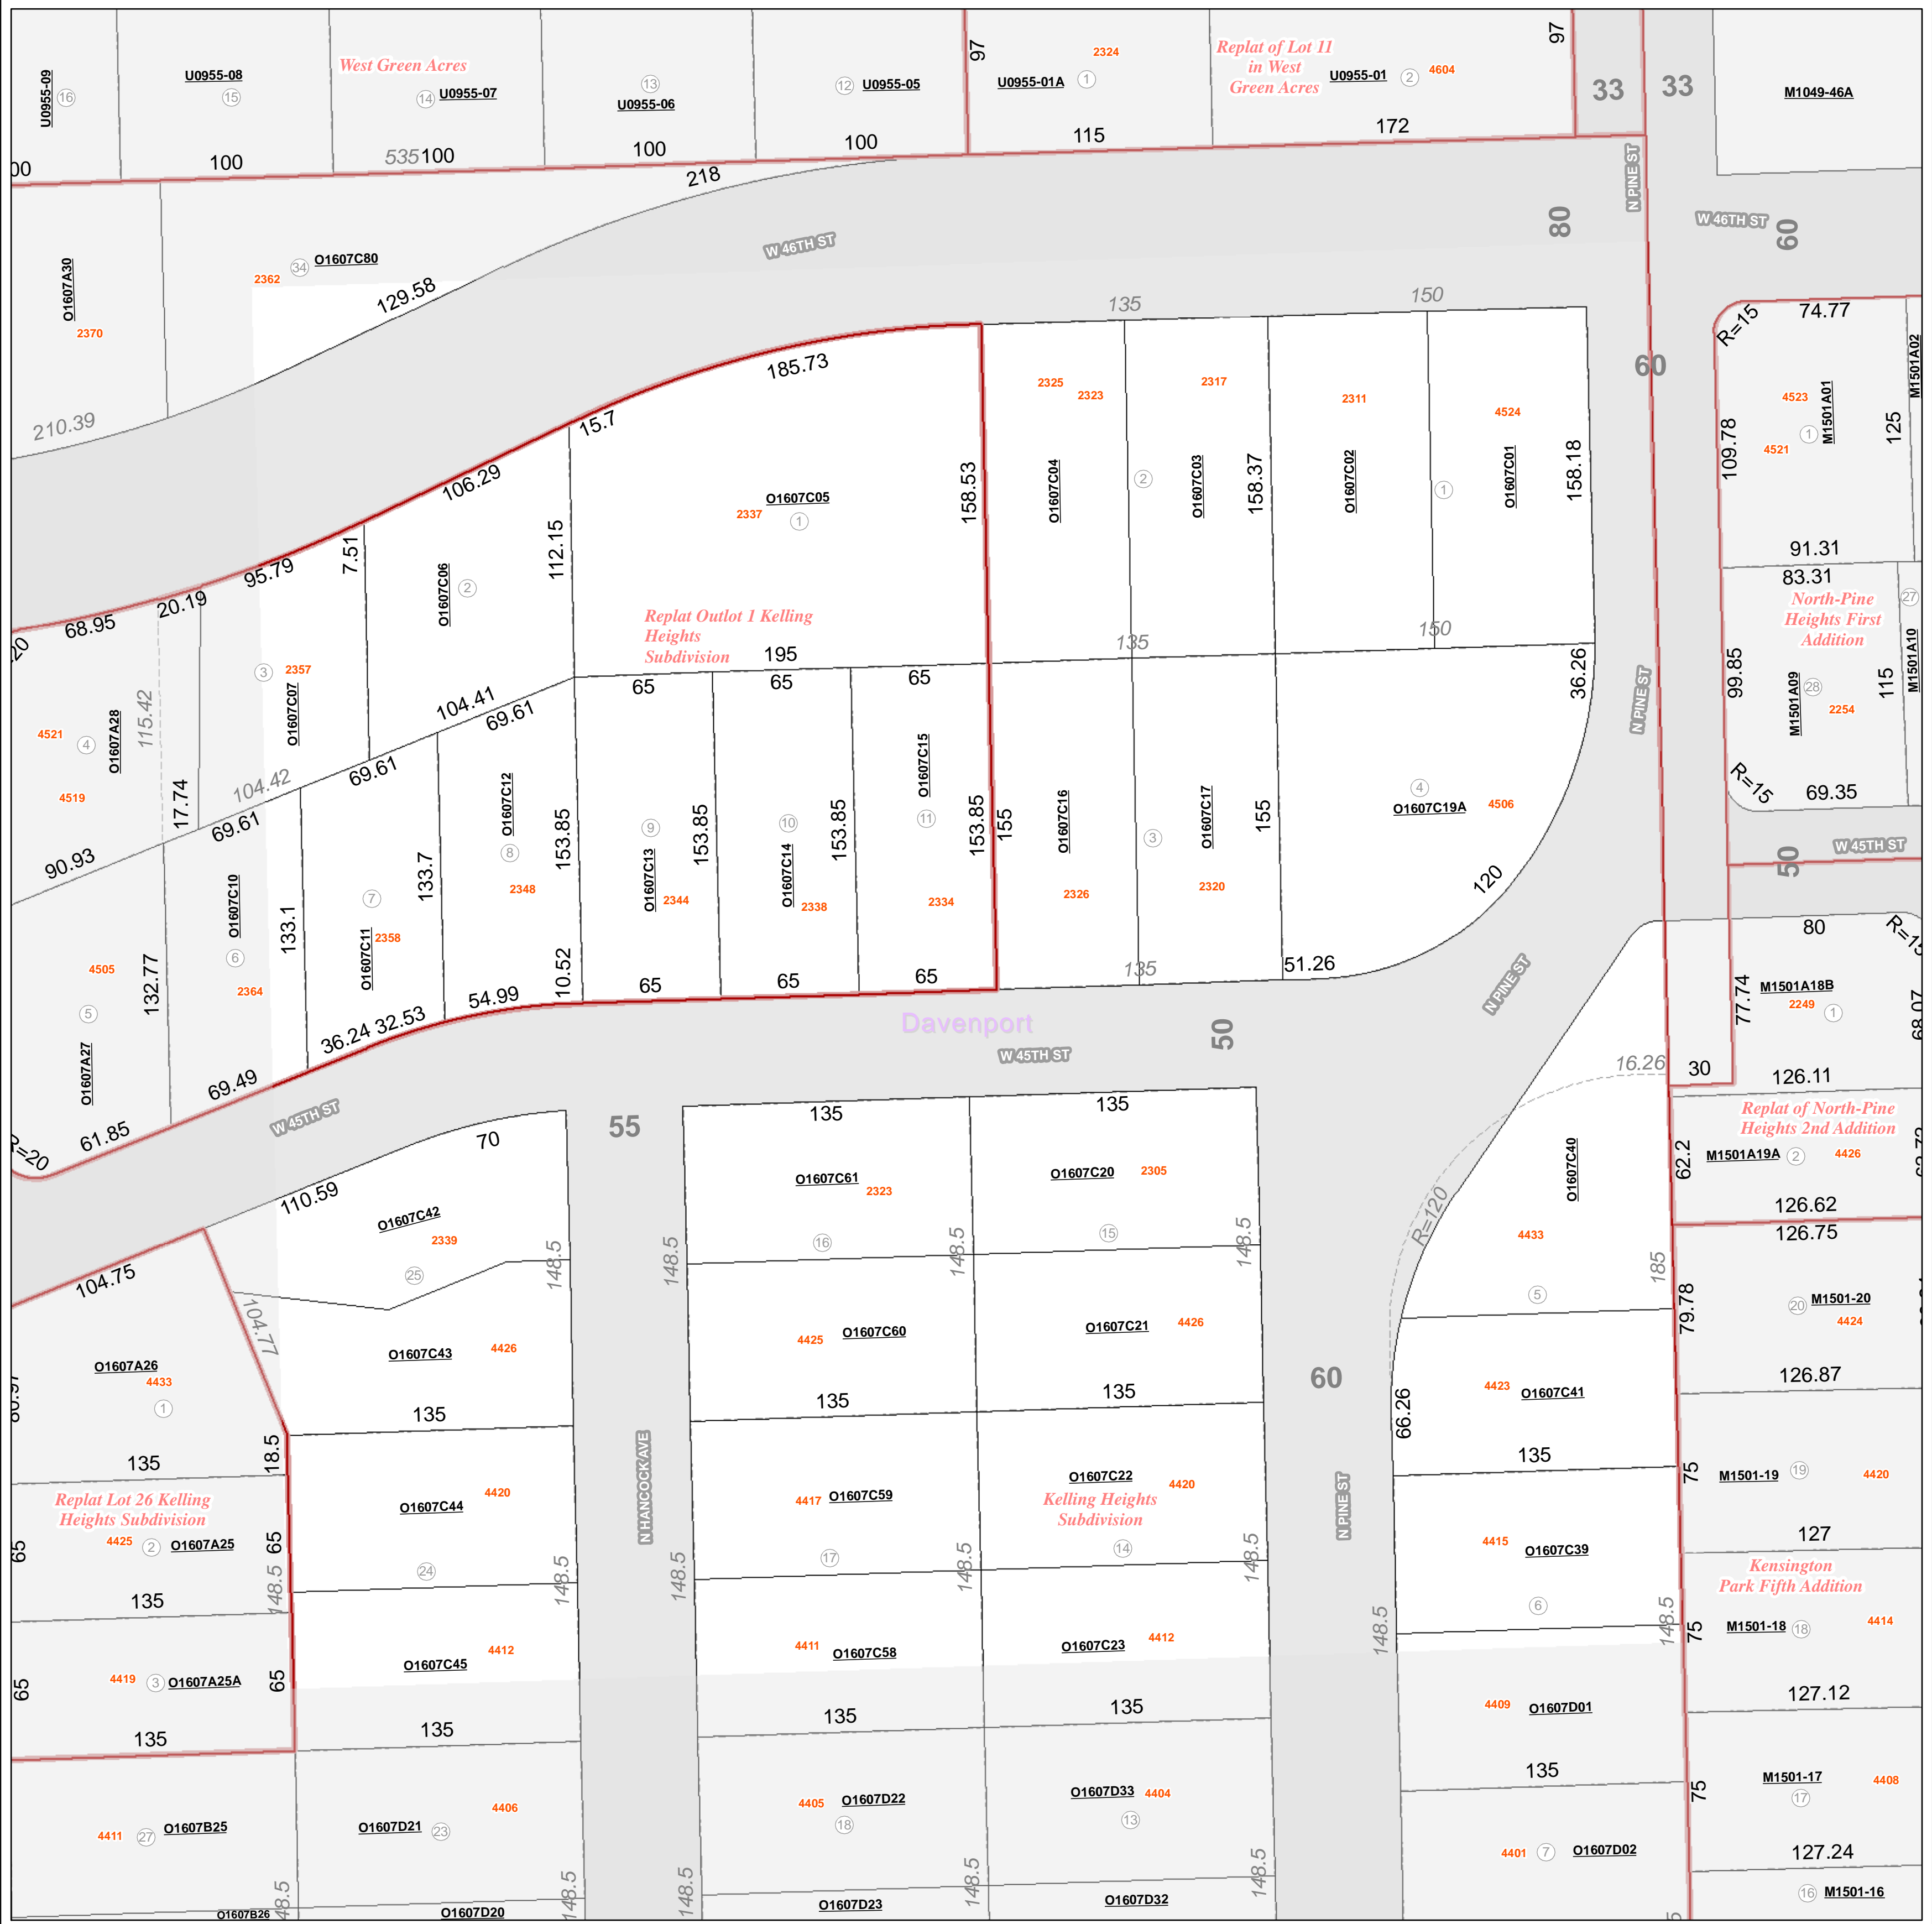 U0955-09
16
U0955-08
15
West Green Acres
14
U0955-07
13
U0955-06
12
U0955-05
97
2324
U0955-01A
1
Replat of Lot 11
in West
Green Acres
U0955-01
2
4604
97
33
33
M1049-46A
00
100
535
100
100
100
115
172
218
N PINE ST
O1607A30
2370
2362
34
O1607C80
129.58
W 46TH ST
80
W 46TH ST
60
210.39
135
150
185.73
15.7
106.29
60
R=15
74.77
M1501A02
2325
2323
2317
2311
4524
4523
4521
1
M1501A01
125
109.78
158.53
O1607C04
2
O1607C03
158.37
O1607C02
1
O1607C01
158.18
O1607C05
2337
1
112.15
7.51
O1607C06
2
95.79
20.19
68.95
.20
91.31
83.31
North-Pine
Heights First
Addition
27
M1501A10
Replat Outlot 1 Kelling
Heights
Subdivision
195
135
150
36.26
99.85
M1501A09
28
2254
115
N PINE ST
3
2357
O1607C07
65
65
65
104.41
69.61
115.42
4521
4
O1607A28
4519
17.74
104.42
69.61
69.61
90.93
R=15
69.35
O1607C12
8
2348
153.85
9
O1607C13
2344
153.85
10
O1607C14
2338
153.85
O1607C15
11
2334
153.85
155
O1607C16
2326
3
O1607C17
2320
155
4
O1607C19A
4506
120
W 45TH ST
50
O1607C10
6
2364
133.1
7
O1607C11
2358
133.7
10.52
4505
5
O1607A27
132.77
36.24
32.53
54.99
65
65
65
135
51.26
69.49
61.85
R=20
80
R=15
M1501A18B
2249
1
77.74
68.07
N PINE ST
Davenport
W 45TH ST
50
W 45TH ST
55
16.26
30
126.11
Replat of North-Pine
Heights 2nd Addition
M1501A19A
2
4426
62.2
126.62
126.75
70
110.59
O1607C42
2339
25
148.5
104.75
104.77
135
135
O1607C61
2323
16
O1607C20
2305
15
148.5
148.5
148.5
O1607C40
R=120
4433
5
185
79.78
20
M1501-20
4424
O1607A26
4433
1
O1607C43
4426
4425
O1607C60
O1607C21
4426
60
4423
O1607C41
66.26
126.87
135
18.5
135
135
135
135
75
M1501-19
19
4420
Replat Lot 26 Kelling
Heights Subdivision
4425
2
O1607A25
65
65
148.5
O1607C44
4420
24
148.5
N HANCOCK AVE
4417
O1607C59
17
148.5
O1607C22
4420
Kelling Heights
Subdivision
14
148.5
148.5
N PINE ST
4415
O1607C39
6
127
Kensington
Park Fifth Addition
135
M1501-18
18
4414
75
148.5
148.5
4419
3
O1607A25A
65
65
O1607C45
4412
4411
O1607C58
O1607C23
4412
4409
O1607D01
127.12
135
135
135
135
135
4411
27
O1607B25
O1607D21
23
4406
4405
O1607D22
18
O1607D33
4404
13
75
M1501-17
17
4408
4401
7
O1607D02
127.24
148.5
148.5
148.5
148.5
O1607B26
O1607D20
O1607D23
O1607D32
16
M1501-16